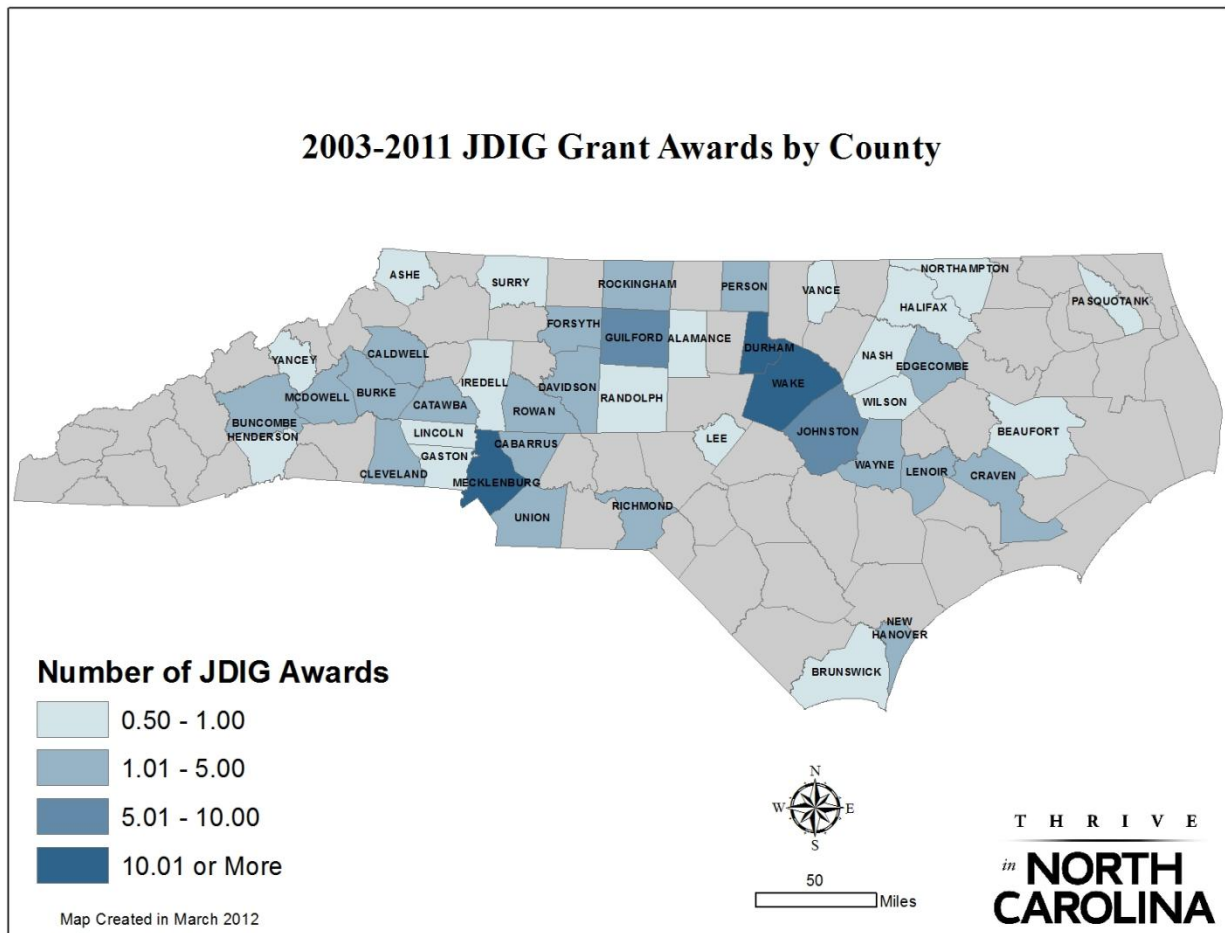 2003-2011 JDIG Grant Awards by County
ASHE
SURRY
ROCKINGHAM
PERSON
VANCE
NORTHAMPTON
HALIFAX
PASQUOTANK
FORSYTH
GUILFORD
ALAMANCE
DURHAM
NASH
EDGECOMBE
YANCEY
CALDWELL
IREDELL
DAVIDSON
WAKE
MCDOWELL
BURKE
CATAWBA
ROWAN
RANDOLPH
WILSON
BUNCOMBE
HENDERSON
LINCOLN
LEE
JOHNSTON
BEAUFORT
CABARRUS
GASTON
WAYNE
LENOIR
CRAVEN
CLEVELAND
MECKLENBURG
UNION
RICHMOND
NEW
HANOVER
BRUNSWICK
Number of JDIG Awards
0.50 - 1.00
1.01 - 5.00
5.01 - 10.00
10.01 or More
Map Created in March 2012
N
W E
S
50
Miles
THRIVE
in NORTH
CAROLINA